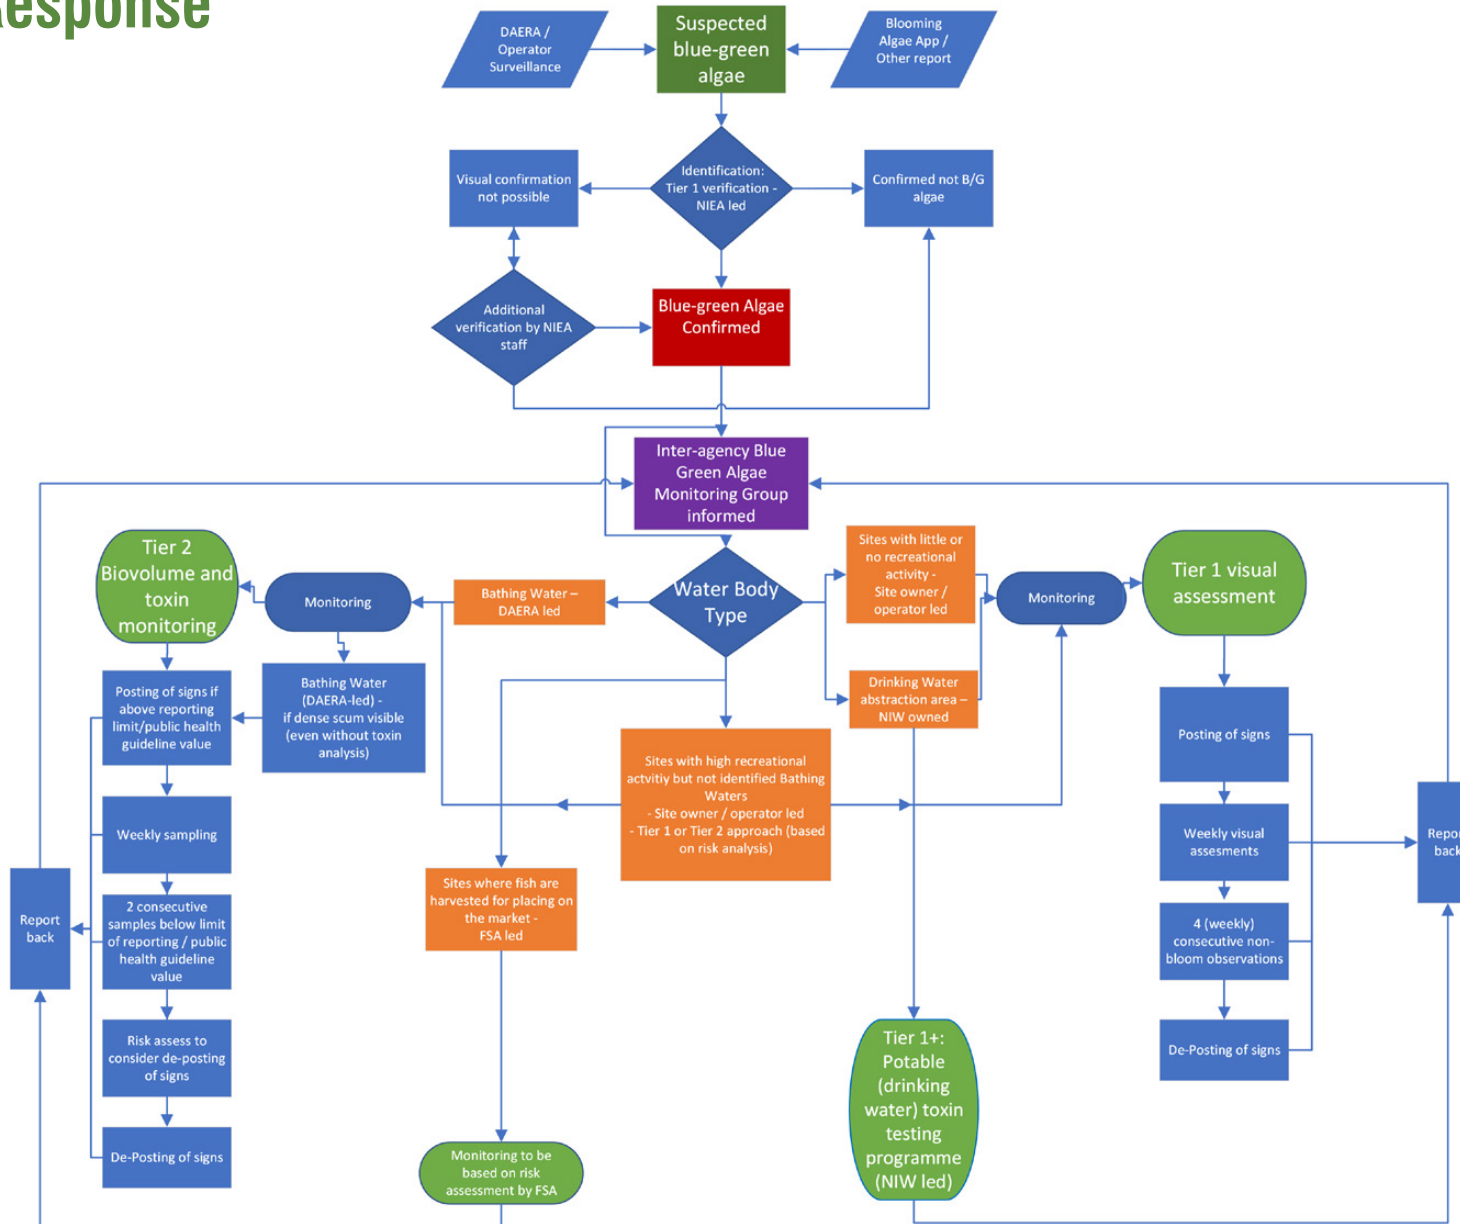 Response
DAERA /
Operator
Surveillance
Suspected
blue-green
algae
Blooming
Algae App /
Other report
Visual confirmation
not possible
Identification:
Tier 1 verification -
NIEA led
Confirmed not B/G
algae
Additional
verification by NIEA
staff
Blue-green Algae
Confirmed
Inter-agency Blue
Green Algae
Monitoring Group
informed
Tier 2
Biovolume and
toxin
monitoring
Monitoring
Bathing Water –
DAERA led
Water Body
Type
Sites with little or
no recreational
activity -
Site owner /
operator led
Monitoring
Tier 1 visual
assessment
Posting of signs if
above reporting
limit/public health
guideline value
Bathing Water
(DAERA-led) -
if dense scum visible
(even without toxin
analysis)
Drinking Water
abstraction area –
NIW owned
Sites with high recreational
actvitiy but not identified Bathing
Waters
- Site owner / operator led
- Tier 1 or Tier 2 approach (based
on risk analysis)
Posting of signs
Weekly sampling
Weekly visual
assesments
Report
back
2 consecutive
samples below limit
of reporting / public
health guideline
value
Report
back
Sites where fish are
harvested for placing on
the market -
FSA led
4 (weekly)
consecutive non-
bloom observations
Risk assess to
consider de-posting
of signs
De-Posting of signs
Tier 1+:
Potable
(drinking
water) toxin
testing
programme
(NIW led)
De-Posting of signs
Monitoring to be
based on risk
assessment by FSA